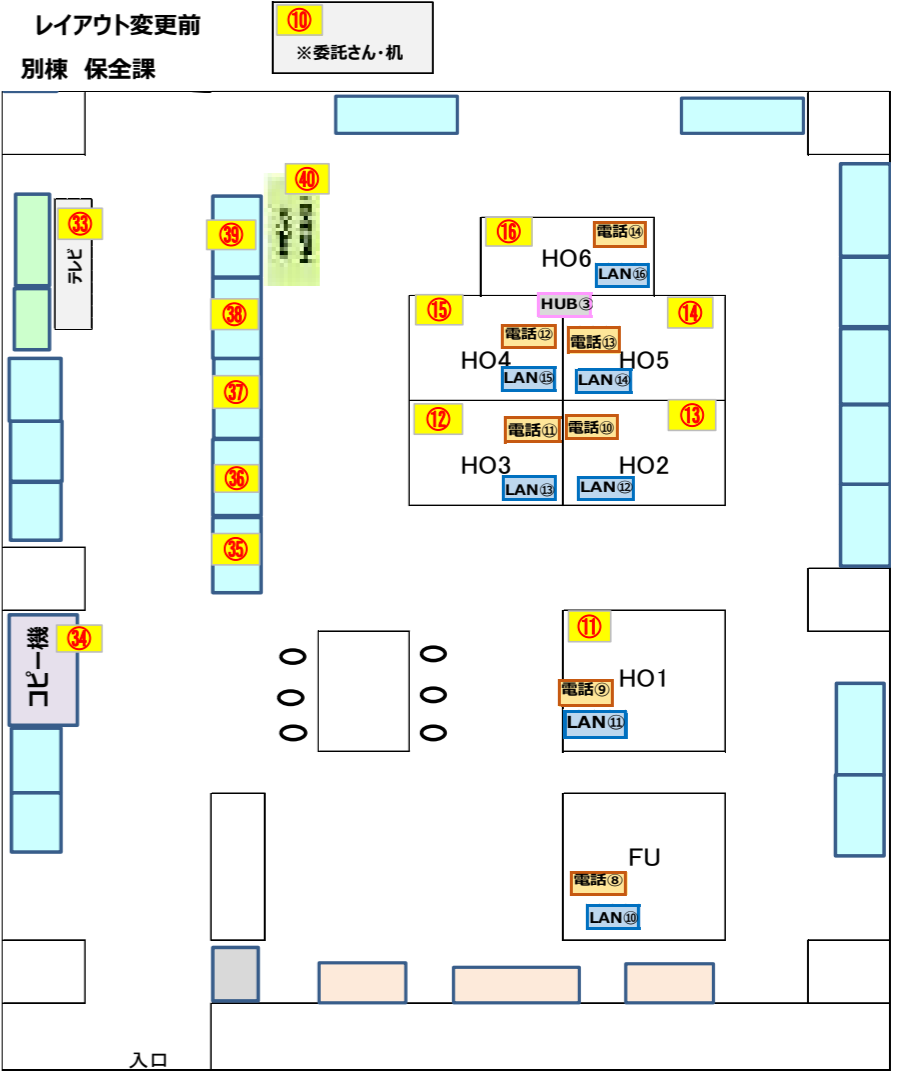 レイアウト変更前
⑩
※委託さん・机
別棟 保全課
㊵
㉝
テレビ
㊴
⑯
電話⑭
HO6
LAN⑯
HUB③
㊳
⑮
⑭
電話⑫
電話⑬
HO4
HO5
LAN⑮
LAN⑭
㊲
⑫
⑬
電話⑪
電話⑩
HO3
HO2
㊱
LAN⑬
LAN⑫
㉟
㉞
コピー機
⑪
HO1
電話⑨
LAN⑪
FU
電話⑧
LAN⑩
入口